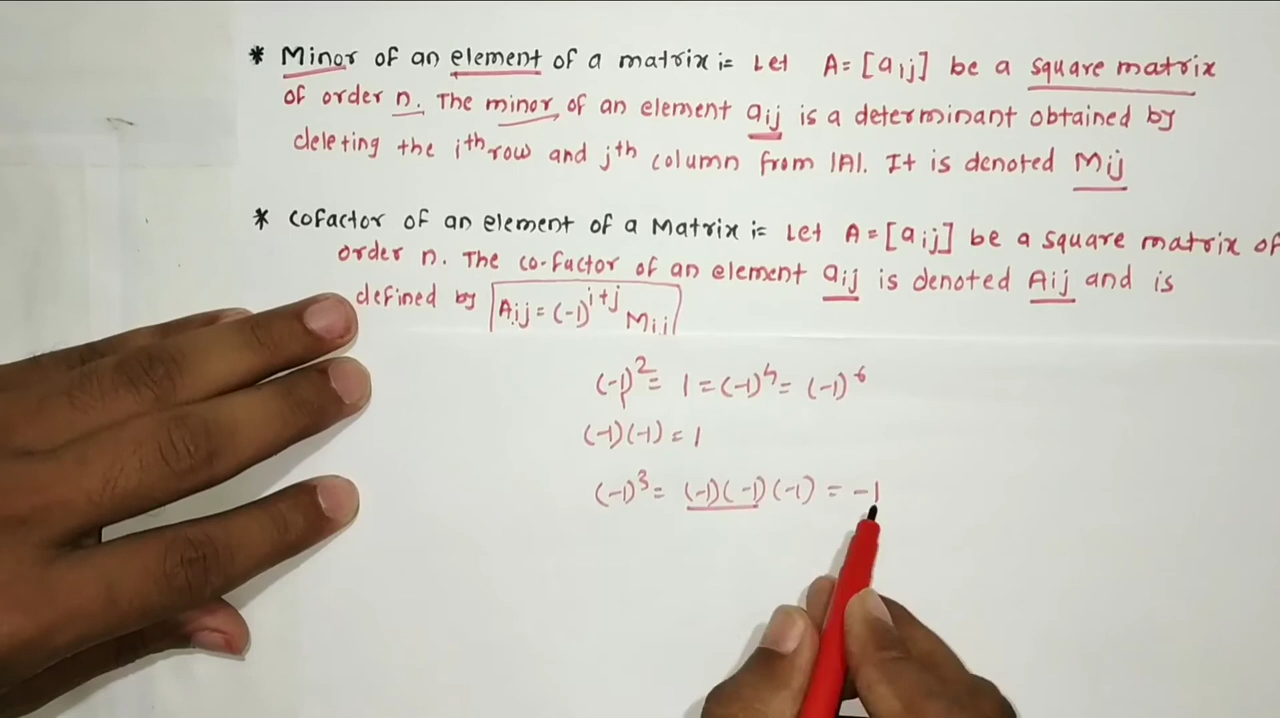 * Minor of an element of a matrix := Let A = [aij] be a square matrix
of order n. The minor of an element aij is a determinant obtained by
deleting the ith row and jth column from |A|. It is denoted Mij
* Cofactor of an element of a Matrix := Let A = [aij] be a square matrix of
order n. The co-factor of an element aij is denoted Aij and is
defined by Aij = (-1)^i+j Mij
(-1)^2 = 1 = (-1)^4 = (-1)^6
(-1)(-1) = 1
(-1)^3 = (-1)(-1)(-1) = -1